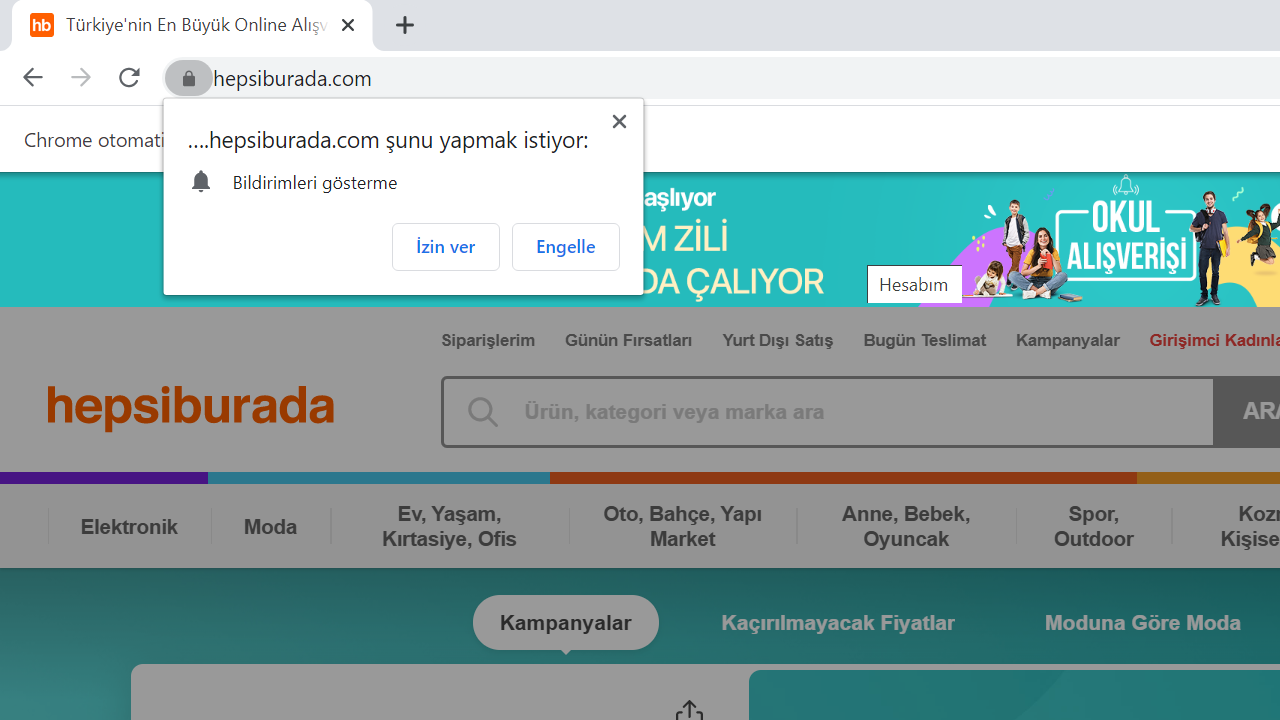 hb Türkiye'nin En Büyük Online Alışv
hepsiburada.com
Chrome otomati
....hepsiburada.com şunu yapmak istiyor:
Bildirimleri gösterme
İzin ver Engelle
aşlıyor
M ZİLİ
DA ÇALIYOR
OKUL
ALIŞVERİŞİ
Hesabım
Siparişlerim Günün Fırsatları Yurt Dışı Satış Bugün Teslimat Kampanyalar Girişimci Kadınla
hepsiburada
Ürün, kategori veya marka ara
ARA
Elektronik
Moda
Ev, Yaşam,
Kırtasiye, Ofis
Oto, Bahçe, Yapı
Market
Anne, Bebek,
Oyuncak
Spor,
Outdoor
Kozm
Kişise
Kampanyalar Kaçırılmayacak Fiyatlar Moduna Göre Moda